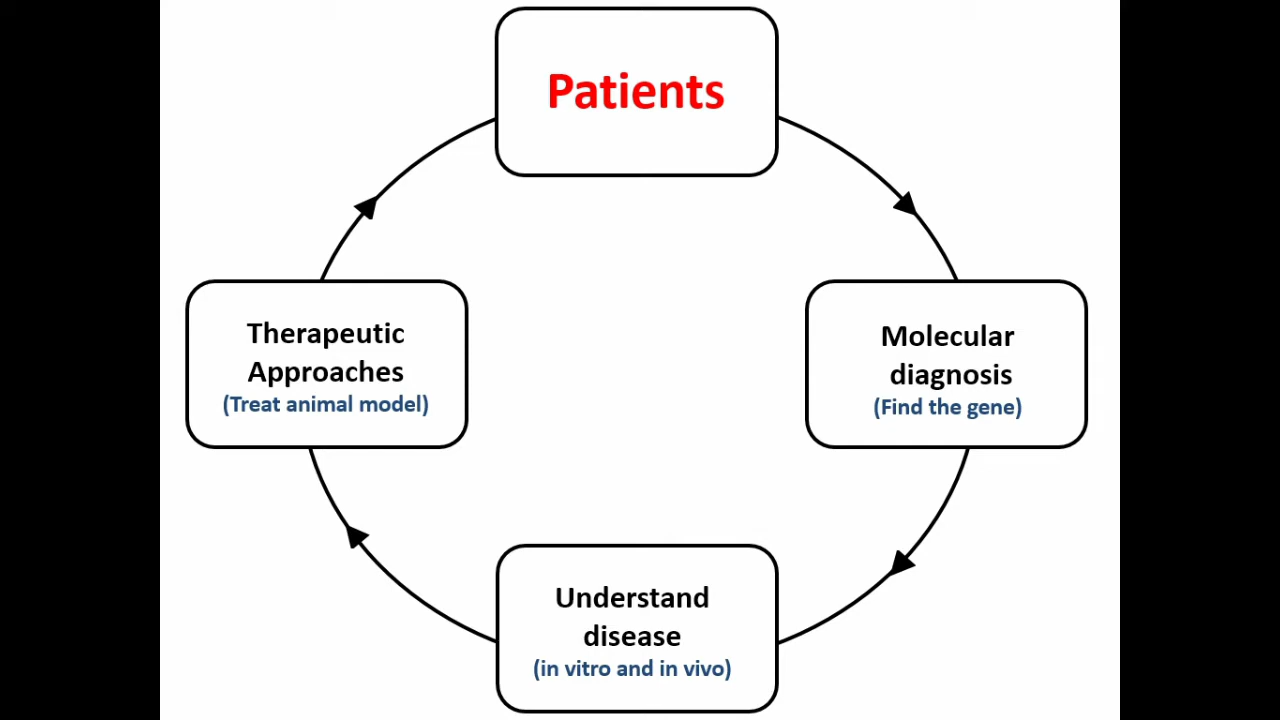 Patients
Therapeutic
Approaches
(Treat animal model)
Molecular
diagnosis
(Find the gene)
Understand
disease
(in vitro and in vivo)